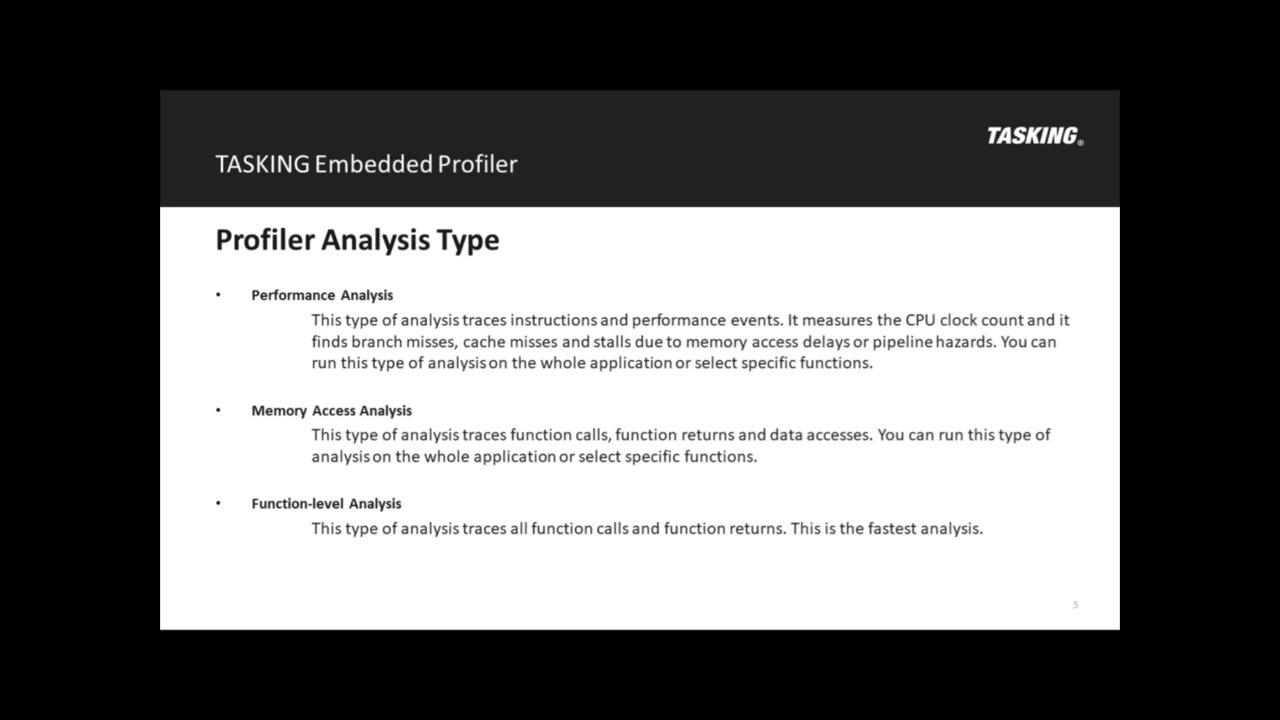 TASKING®
TASKING Embedded Profiler
Profiler Analysis Type
• Performance Analysis
This type of analysis traces instructions and performance events. It measures the CPU clock count and it
finds branch misses, cache misses and stalls due to memory access delays or pipeline hazards. You can
run this type of analysis on the whole application or select specific functions.
• Memory Access Analysis
This type of analysis traces function calls, function returns and data accesses. You can run this type of
analysis on the whole application or select specific functions.
• Function-level Analysis
This type of analysis traces all function calls and function returns. This is the fastest analysis.
5